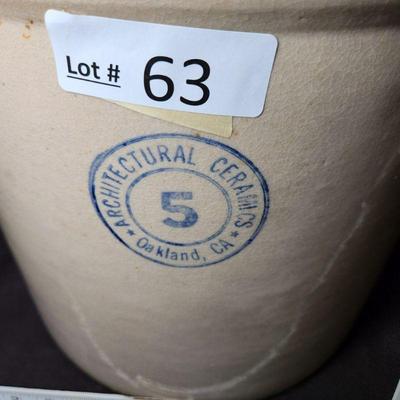 Lot # 63
★ ARCHITECTURAL CERAMICS ★
5
Oakland, CA